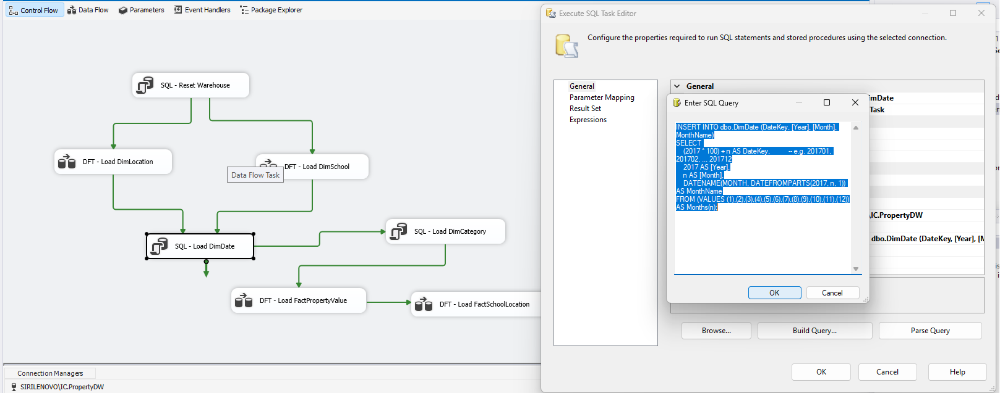 Control Flow
Data Flow
Parameters
Event Handlers
Package Explorer
SQL - Reset Warehouse
DFT - Load DimLocation
DFT - Load DimSchool
Data Flow Task
SQL - Load DimDate
SQL - Load DimCategory
DFT - Load FactPropertyValue
DFT - Load FactSchoolLocation
Connection Managers
SIRILENOVO\IC.PropertyDW
Execute SQL Task Editor
Configure the properties required to run SQL statements and stored procedures using the selected connection.
General
Parameter Mapping
Result Set
Expressions
General
mDate
Task
\IC.PropertyDW
dbo.DimDate (DateKey, [Year], [M
Enter SQL Query
INSERT INTO dbo.DimDate (DateKey, [Year], [Month],
MonthName)
SELECT
(2017 * 100) + n AS DateKey, -- e.g. 201701,
201702, ... 201712
2017 AS [Year],
n AS [Month],
DATENAME(MONTH, DATEFROMPARTS(2017, n, 1))
AS MonthName
FROM (VALUES (1),(2),(3),(4),(5),(6),(7),(8),(9),(10),(11),(12))
AS Months(n);
OK
Cancel
Browse...
Build Query...
Parse Query
OK
Cancel
Help